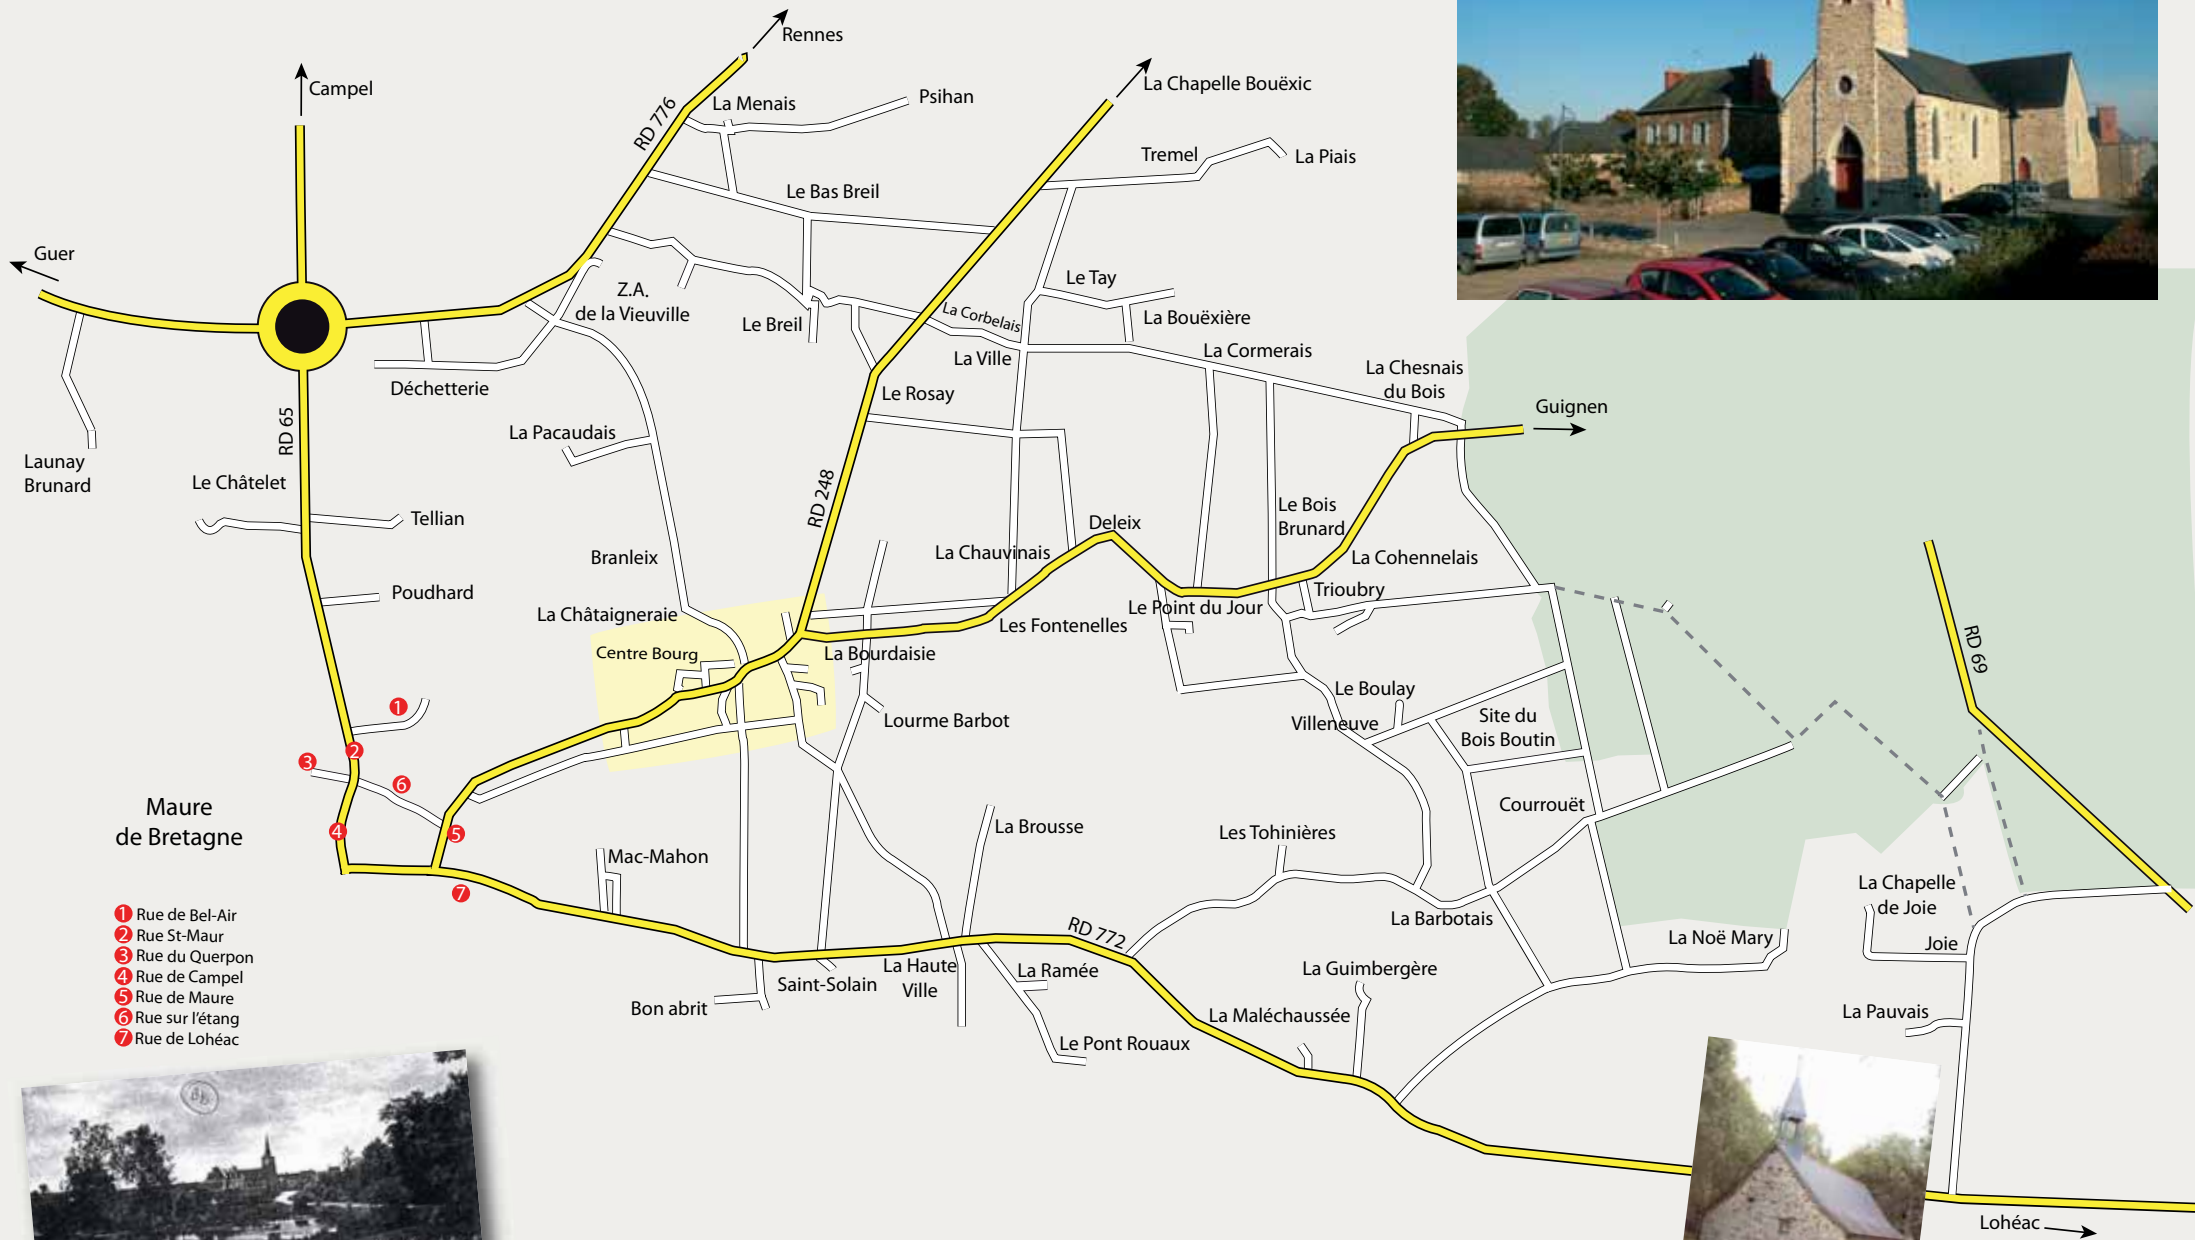 Rennes
Campel
La Chapelle Bouëxic
La Menais
Psihan
RD 776
Tremel
La Piais
Le Bas Breil
Guer
Le Tay
Z.A.
de la Vieuville
Le Breil
La Corbelais
La Bouëxière
La Ville
La Cormerais
La Chesnais
du Bois
Déchetterie
Le Rosay
Guignen
RD 65
La Pacaudais
Launay
Brunard
Le Châtelet
RD 248
Tellian
Le Bois
Brunard
Deleix
La Chauvinais
Branleix
La Cohennelais
Poudhard
Trioubry
La Châtaigneraie
Le Point du Jour
Les Fontenelles
RD 69
Centre Bourg
La Bourdaisie
Le Boulay
1
Lourme Barbot
Villeneuve
Site du
Bois Boutin
2
3
6
Maure
de Bretagne
Courrouët
4
5
La Brousse
Les Tohinières
Mac-Mahon
7
La Chapelle
de Joie
La Barbotais
RD 772
La Noë Mary
Joie
1 Rue de Bel-Air
2 Rue St-Maur
3 Rue du Querpon
4 Rue de Campel
5 Rue de Maure
6 Rue sur l'étang
7 Rue de Lohéac
La Haute
Ville
Saint-Solain
La Ramée
La Guimbergère
Bon abrit
La Maléchaussée
La Pauvais
Le Pont Rouaux
Lohéac